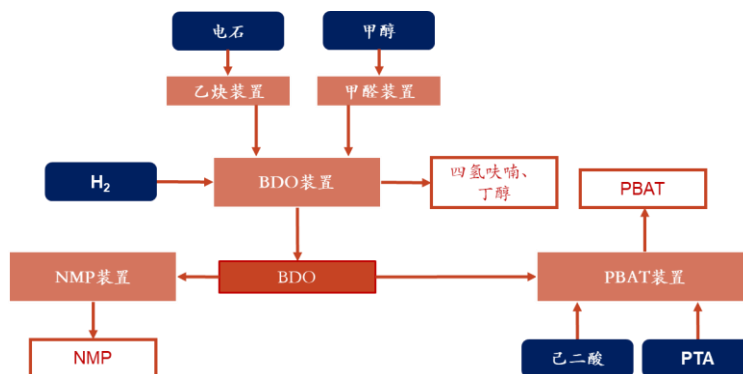 电石
甲醇
乙炔装置
甲醛装置
H₂
BDO装置
四氢呋喃、
丁醇
PBAT
NMP装置
BDO
PBAT装置
NMP
己二酸
PTA